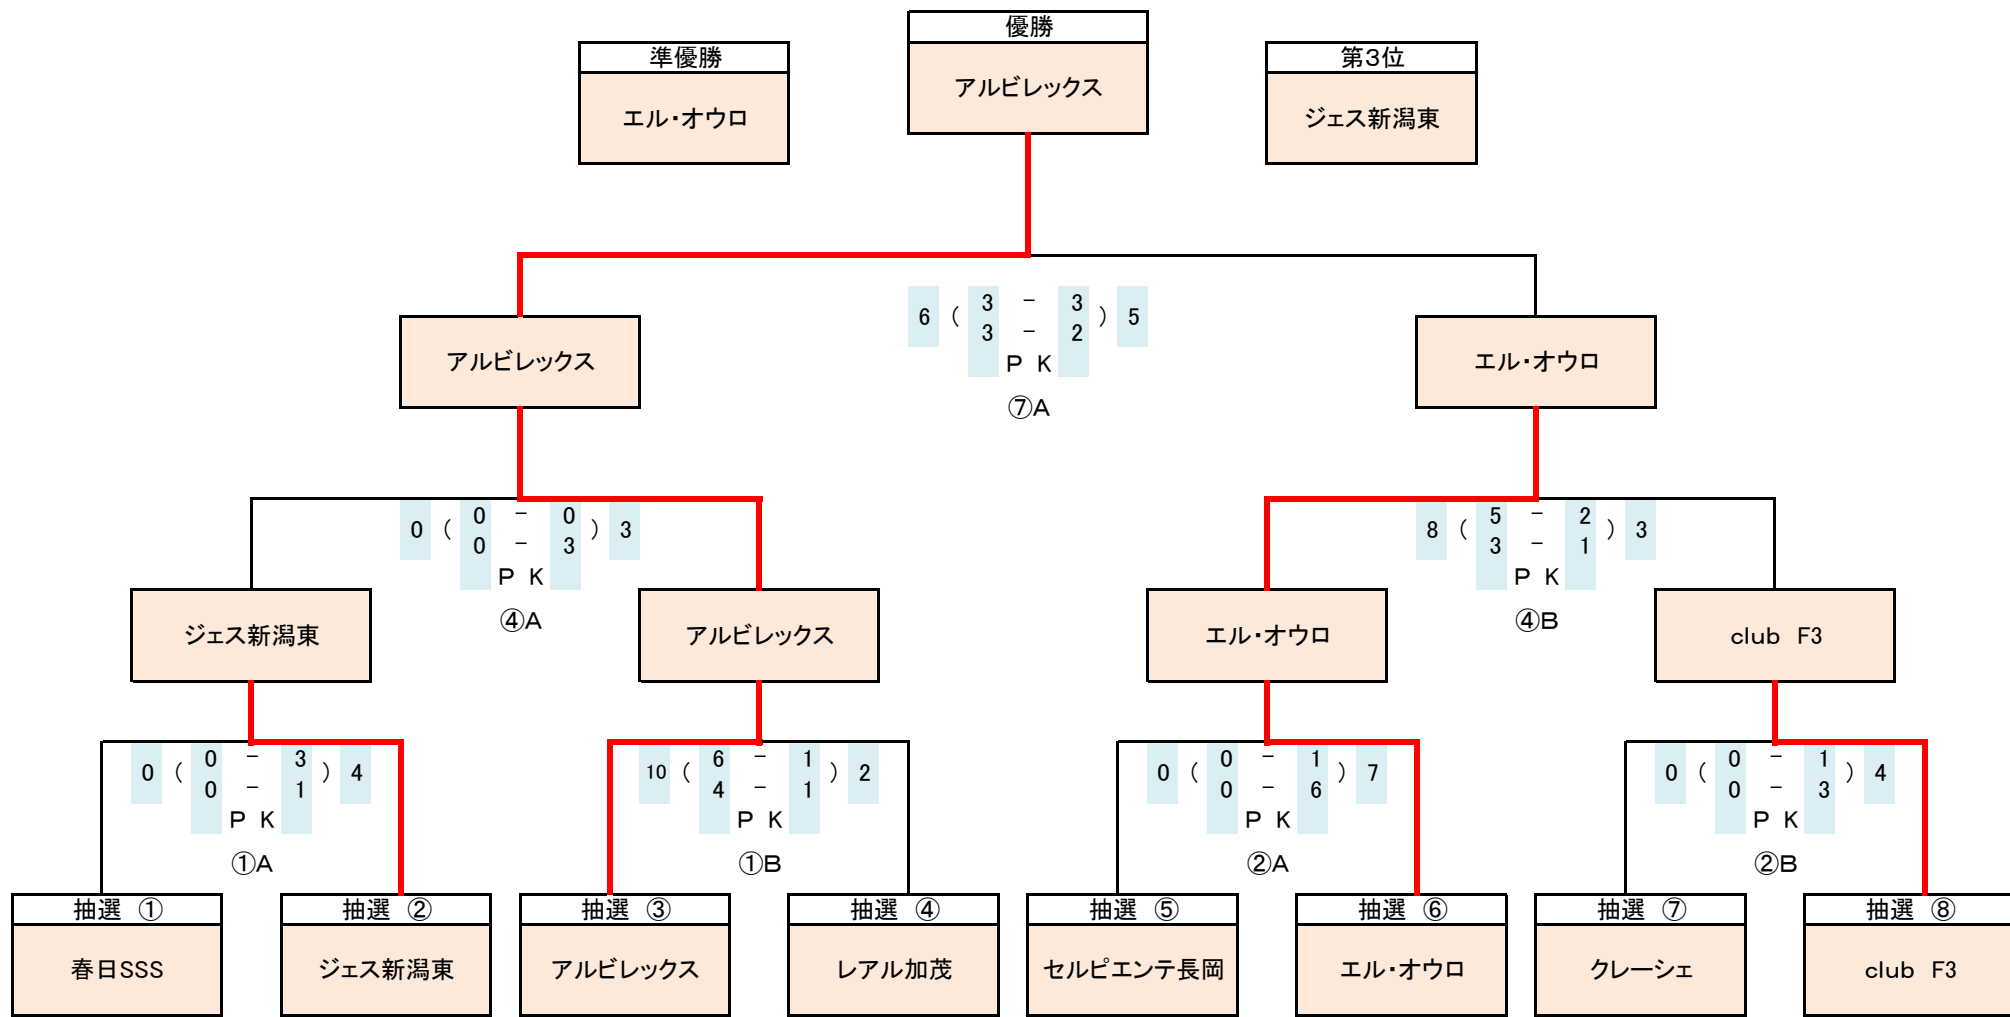 優勝
準優勝
第3位
アルビレックス
エル・オウロ
ジェス新潟東
6 ( 3 - 3 ) 5
3 - 2
P K
⑦A
アルビレックス
エル・オウロ
0 ( 0 - 0 ) 3
0 - 3
P K
④A
8 ( 5 - 2 ) 3
3 - 1
P K
④B
ジェス新潟東
アルビレックス
エル・オウロ
club F3
0 ( 0 - 3 ) 4
0 - 1
P K
①A
10 ( 6 - 1 ) 2
4 - 1
P K
①B
0 ( 0 - 1 ) 7
0 - 6
P K
②A
0 ( 0 - 1 ) 4
0 - 3
P K
②B
抽選 ①
春日SSS
抽選 ②
ジェス新潟東
抽選 ③
アルビレックス
抽選 ④
レアル加茂
抽選 ⑤
セルピエンテ長岡
抽選 ⑥
エル・オウロ
抽選 ⑦
クレーシェ
抽選 ⑧
club F3